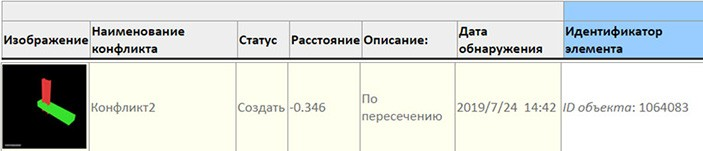 Изображение Наименование конфликта Статус Расстояние Описание: Дата обнаружения Идентификатор элемента
Конфликт2 Создать -0.346 По пересечению 2019/7/24 14:42 ID объекта: 1064083